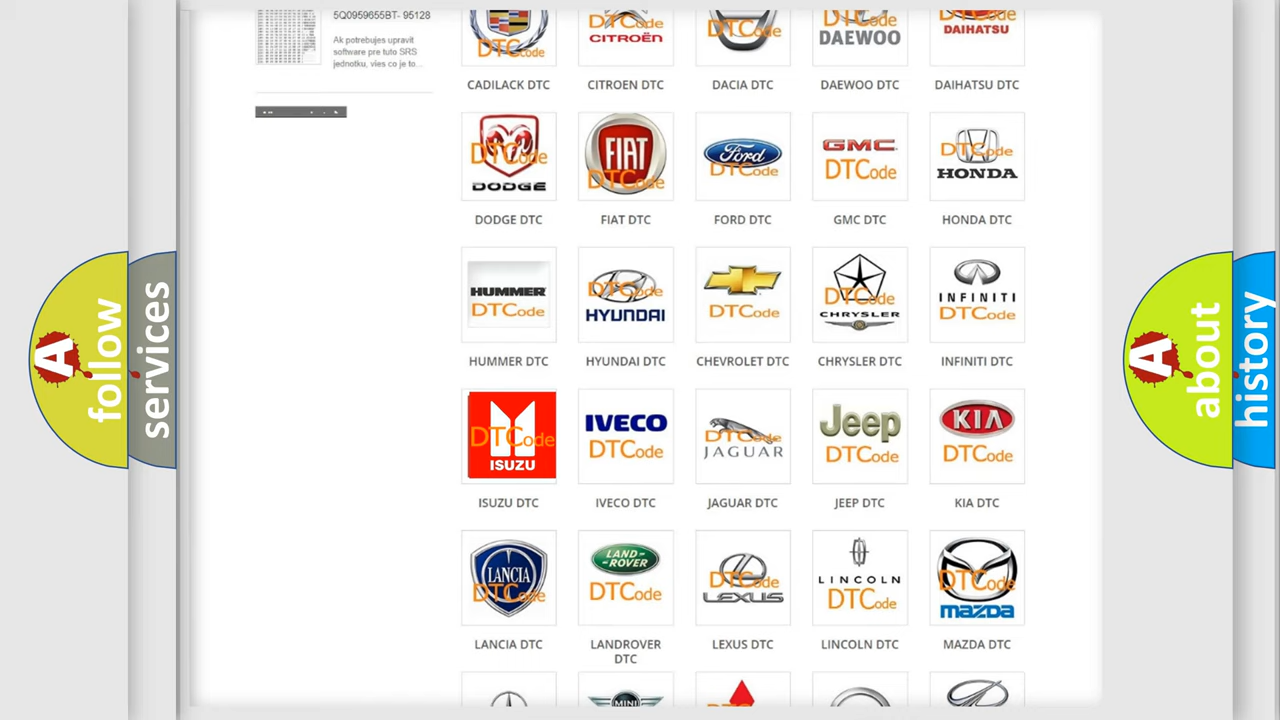 5Q0959655BT- 95128
Ak potrebujes upravit
software pre tuto SRS
jednotku, vies co je to...
DTCode
DTCode
CITROËN
DTCode
DAEWOO
DTCode
DAIHATSU
CADILACK DTC
CITROEN DTC
DACIA DTC
DAEWOO DTC
DAIHATSU DTC
DTCode
DODGE
FIAT
DTCode
Ford
DTCode
GMC
DTCode
DTCode
HONDA
DODGE DTC
FIAT DTC
FORD DTC
GMC DTC
HONDA DTC
HUMMER
DTCode
DTCode
HYUNDAI
DTCode
DTCode
CHRYSLER
INFINITI
DTCode
HUMMER DTC
HYUNDAI DTC
CHEVROLET DTC
CHRYSLER DTC
INFINITI DTC
DTCode
ISUZU
IVECO
DTCode
DTCode
JAGUAR
Jeep
DTCode
KIA
DTCode
ISUZU DTC
IVECO DTC
JAGUAR DTC
JEEP DTC
KIA DTC
LANCIA
DTCode
LAND-
ROVER
DTCode
DTCode
LEXUS
LINCOLN
DTCode
DTCode
mazda
LANCIA DTC
LANDROVER
DTC
LEXUS DTC
LINCOLN DTC
MAZDA DTC
MINI
A
follow
services
A
about
history